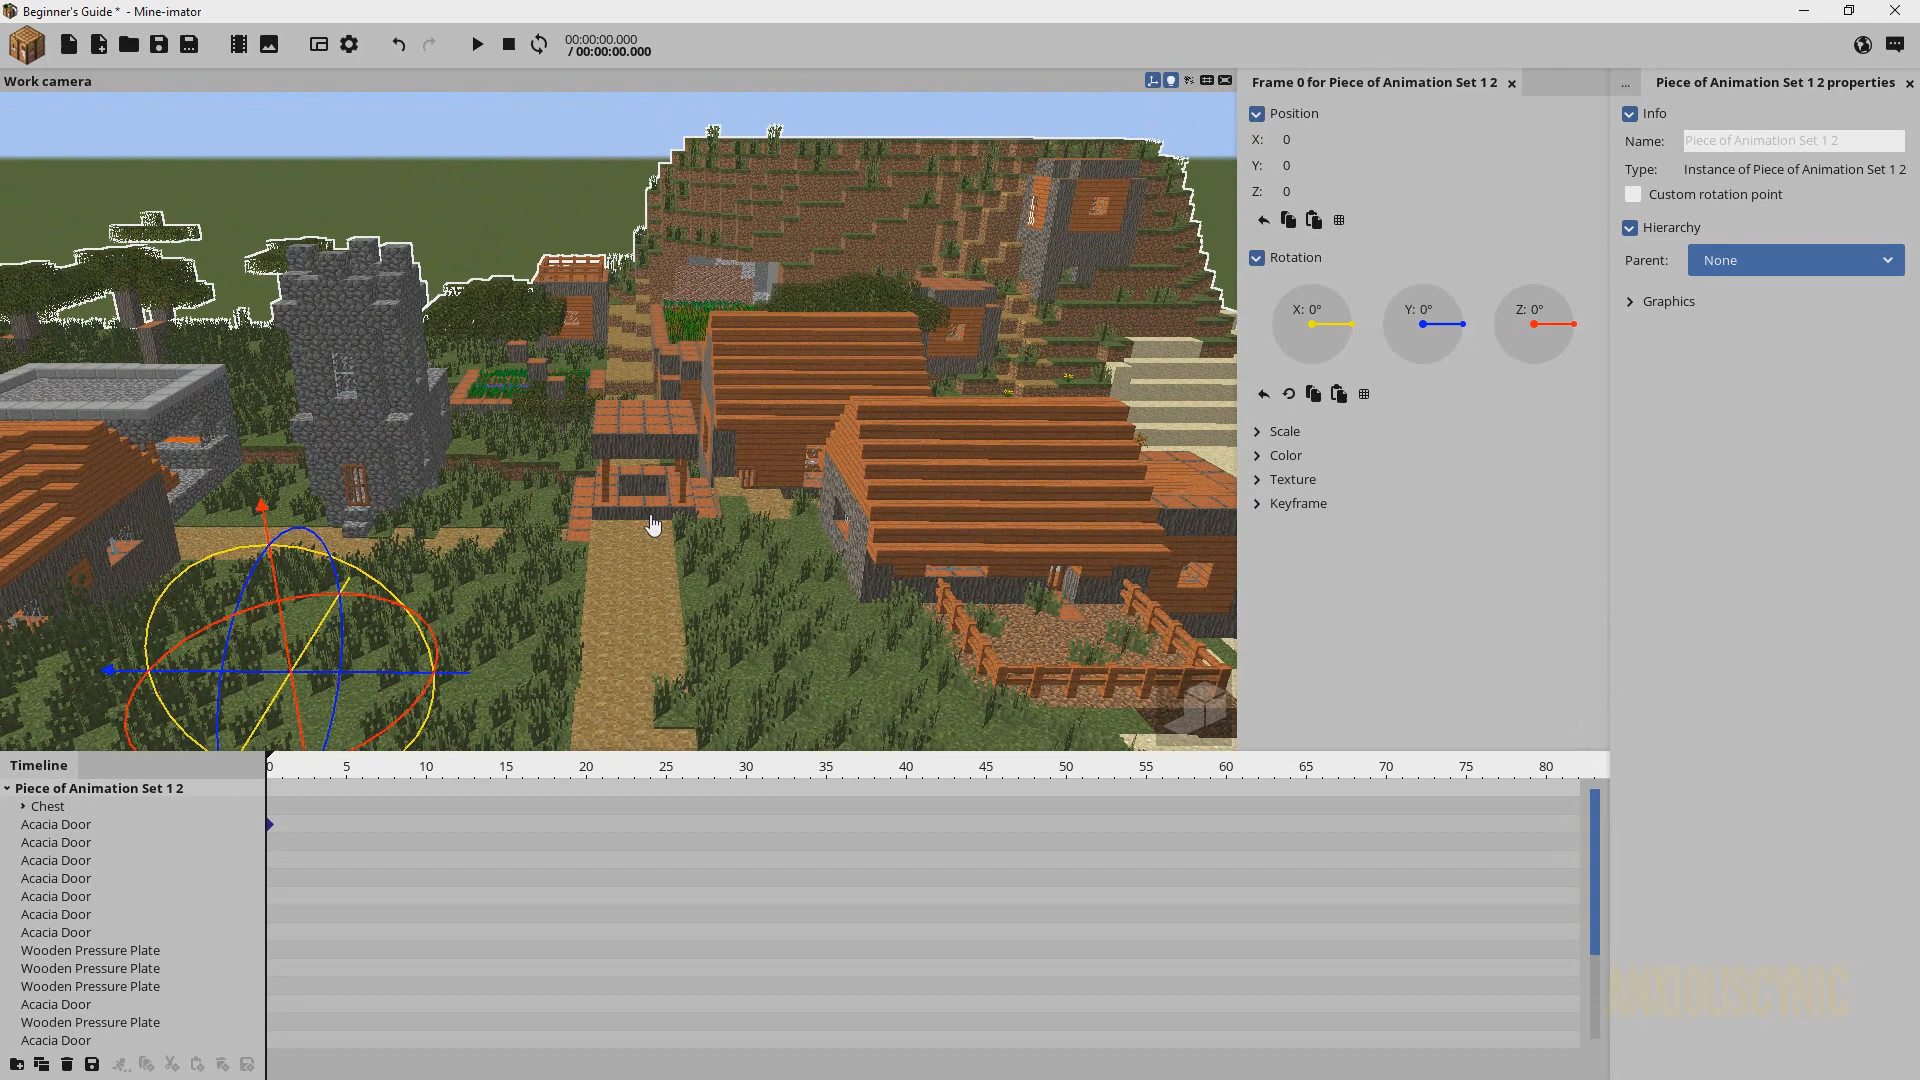 Beginner's Guide * - Mine-imator
00:00:00.000
/ 00:00:00.000
Work camera
Frame 0 for Piece of Animation Set 1 2
... Piece of Animation Set 1 2 properties
Position
X: 0
Y: 0
Z: 0
Rotation
X: 0° Y: 0° Z: 0°
Scale
Color
Texture
Keyframe
Info
Name: Piece of Animation Set 1 2
Type: Instance of Piece of Animation Set 1 2
Custom rotation point
Hierarchy
Parent: None
Graphics
Timeline
0 5 10 15 20 25 30 35 40 45 50 55 60 65 70 75 80
Piece of Animation Set 1 2
Chest
Acacia Door
Acacia Door
Acacia Door
Acacia Door
Acacia Door
Acacia Door
Acacia Door
Wooden Pressure Plate
Wooden Pressure Plate
Wooden Pressure Plate
Acacia Door
Wooden Pressure Plate
Acacia Door
ANXIOUSCYNIC